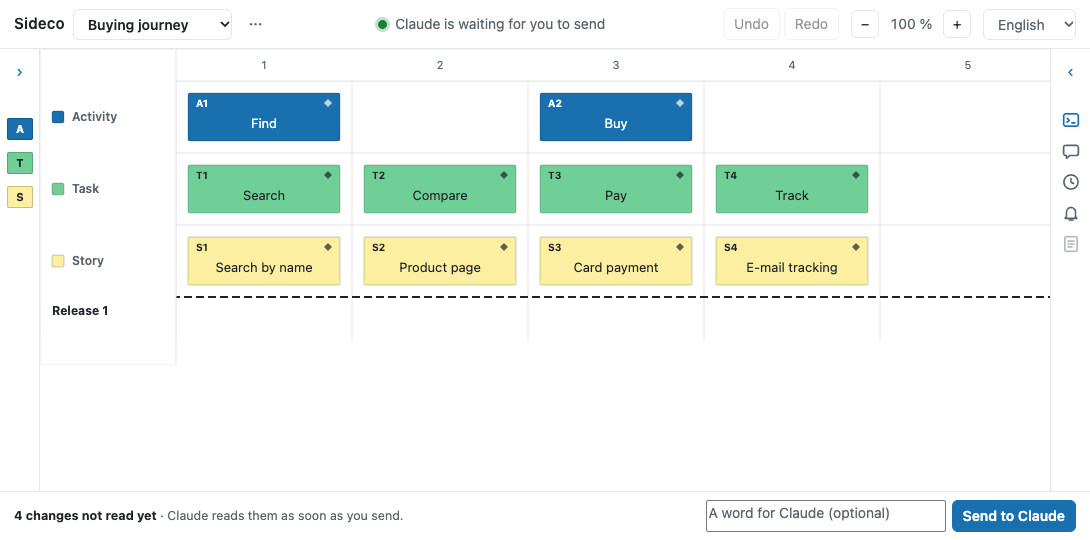 Sideco
Buying journey
···
Claude is waiting for you to send
Undo
Redo
−
100 %
+
English
1
2
3
4
5
Activity
A1
Find
A2
Buy
A
T
S
Task
T1
Search
T2
Compare
T3
Pay
T4
Track
Story
S1
Search by name
S2
Product page
S3
Card payment
S4
E-mail tracking
Release 1
4 changes not read yet · Claude reads them as soon as you send.
A word for Claude (optional)
Send to Claude